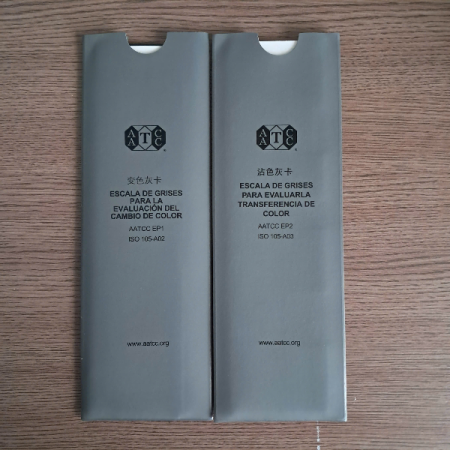 AATCC
变色灰卡
ESCALA DE GRISES
PARA LA
EVALUACIÓN DEL
CAMBIO DE COLOR
AATCC EP1
ISO 105-A02
www.aatcc.org
AATCC
沾色灰卡
ESCALA DE GRISES
PARA EVALUARLA
TRANSFERENCIA DE
COLOR
AATCC EP2
ISO 105-A03
www.aatcc.org